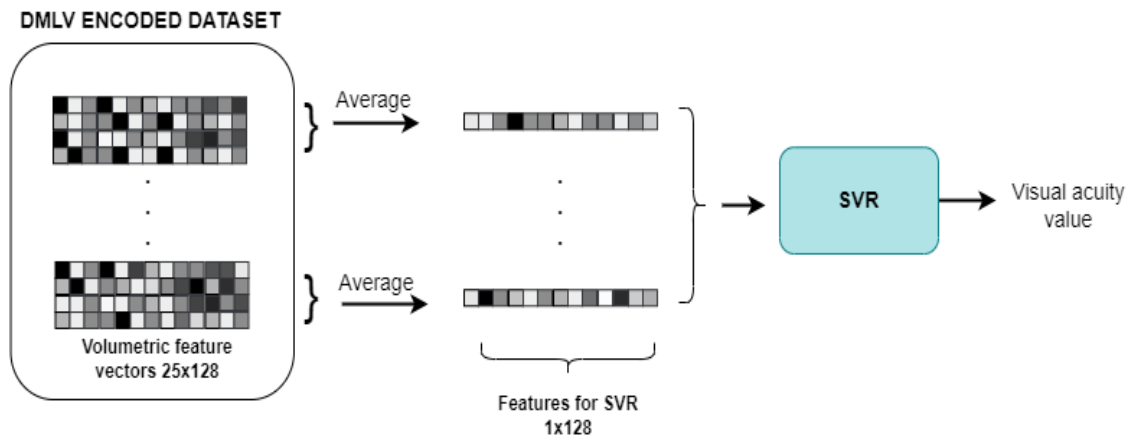 DMLV ENCODED DATASET
Average
Average
Volumetric feature
vectors 25x128
Features for SVR
1x128
SVR
Visual acuity
value